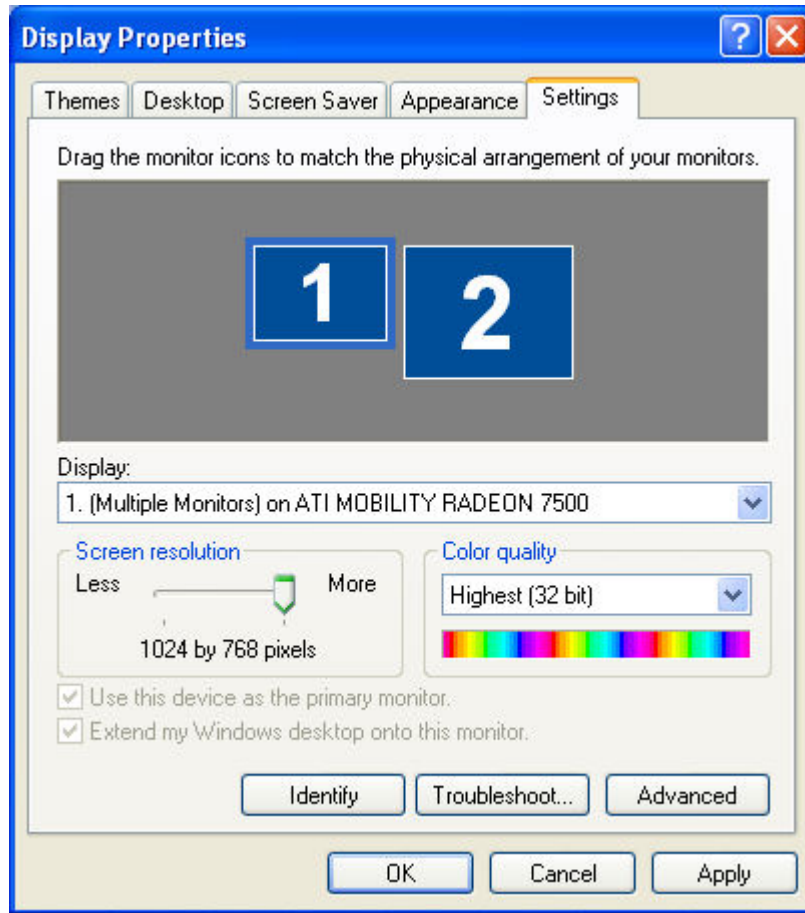 Display Properties
?
Themes Desktop Screen Saver Appearance Settings
Drag the monitor icons to match the physical arrangement of your monitors.
1 2
Display:
1. (Multiple Monitors) on ATI MOBILITY RADEON 7500
Screen resolution
Less More
1024 by 768 pixels
Color quality
Highest (32 bit)
Use this device as the primary monitor.
Extend my Windows desktop onto this monitor.
Identify Troubleshoot... Advanced
OK Cancel Apply